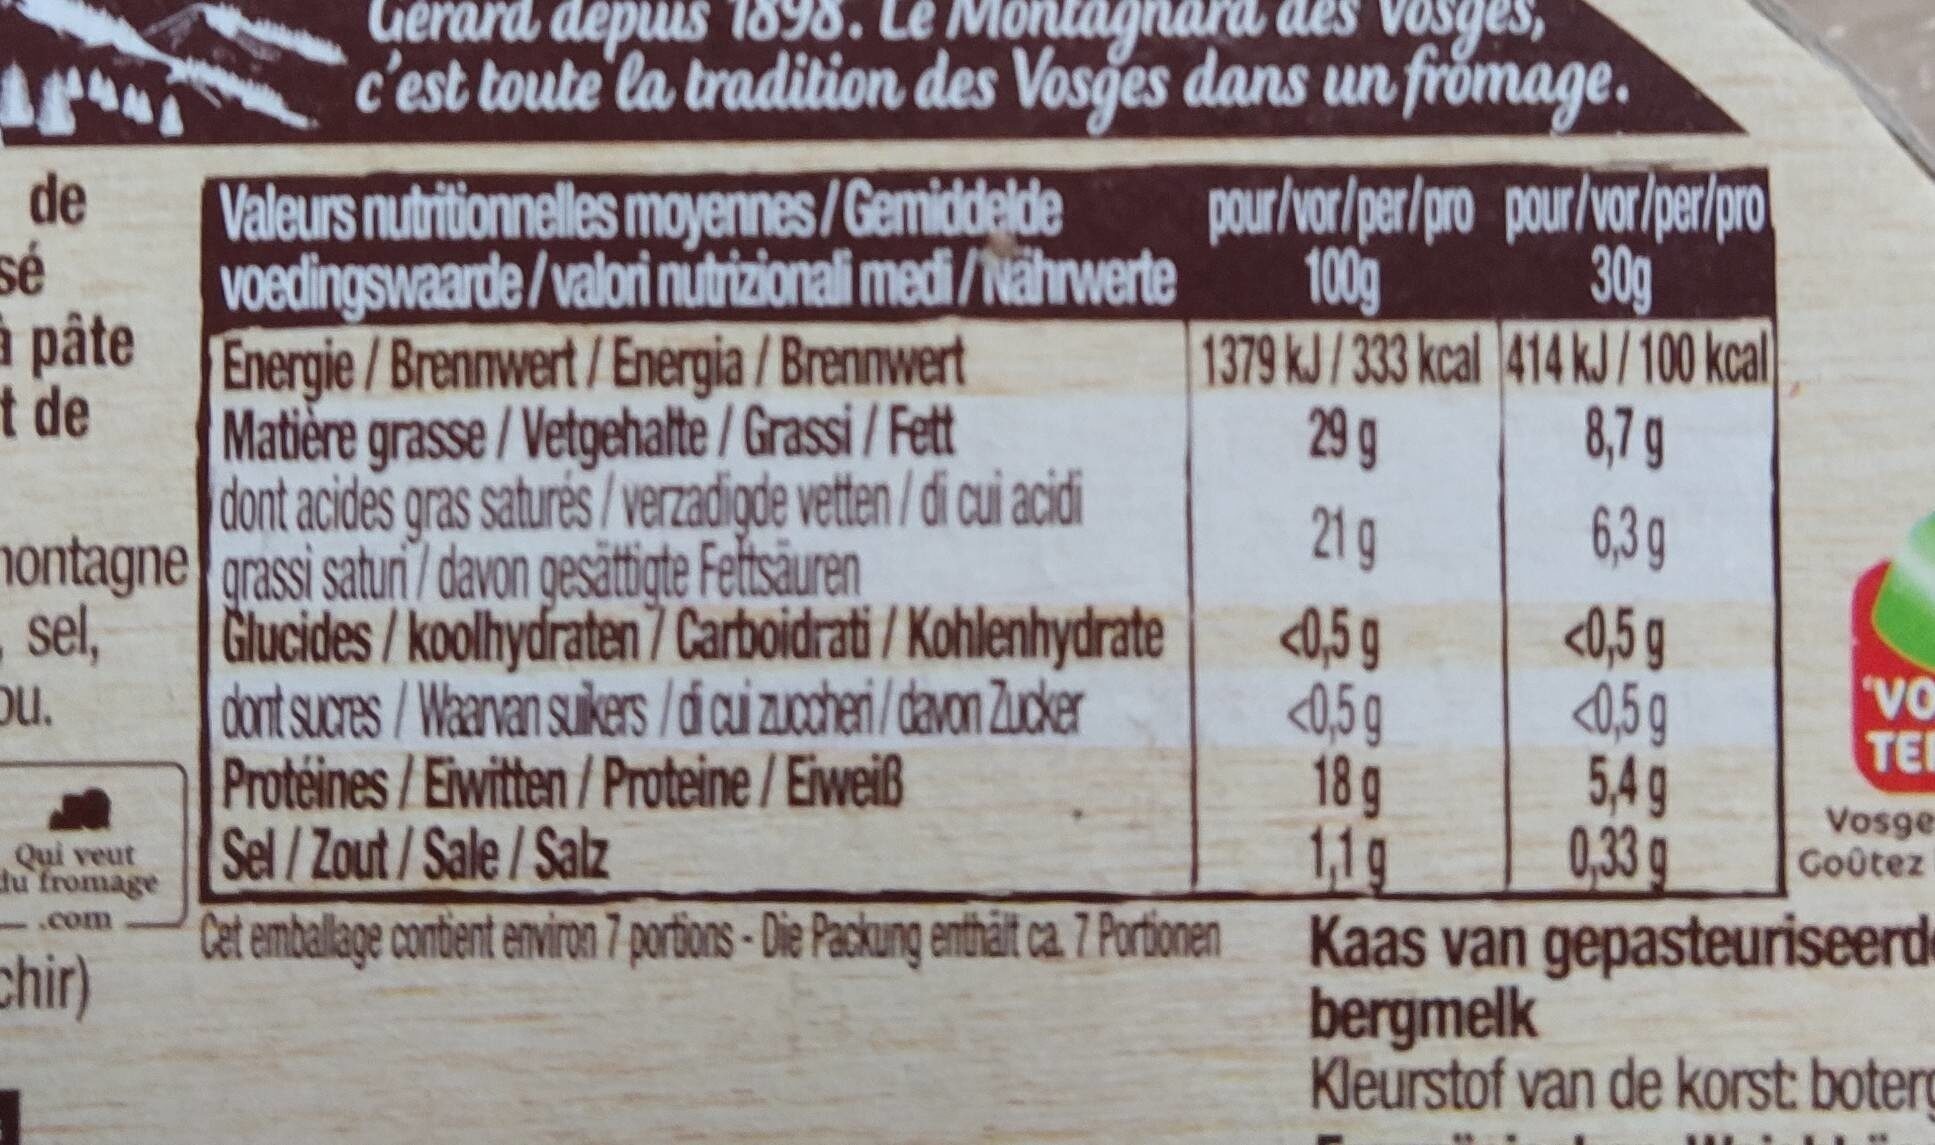 Gérard depuis 1898. Le Montagnard des Vosges,
c'est toute la tradition des Vosges dans un fromage.
de
sé
à pâte
t de
montagne
, sel,
ou.
Qui veut
du fromage
.com
chir)
Valeurs nutritionnelles moyennes / Gemiddelde pour/vor/per/pro pour/vor/per/pro
voedingswaarde / valori nutrizionali medi / Nährwerte 100g 30g
Energie / Brennwert / Energia / Brennwert 1379 kJ / 333 kcal 414 kJ / 100 kcal
Matière grasse / Vetgehalte / Grassi / Fett 29 g 8,7 g
dont acides gras saturés / verzadigde vetten / di cui acidi
grassi saturi / davon gesättigte Fettsäuren 21 g 6,3 g
Glucides / koolhydraten / Carboidrati / Kohlenhydrate <0,5 g <0,5 g
dont sucres / Waarvan suikers / di cui zuccheri / davon Zucker <0,5 g <0,5 g
Protéines / Eiwitten / Proteine / Eiweiß 18 g 5,4 g
Sel / Zout / Sale / Salz 1,1 g 0,33 g
Cet emballage contient environ 7 portions - Die Packung enthält ca. 7 Portionen
"VO
TE
Vosge
Goûtez
Kaas van gepasteuriseerde
bergmelk
Kleurstof van de korst: boterg